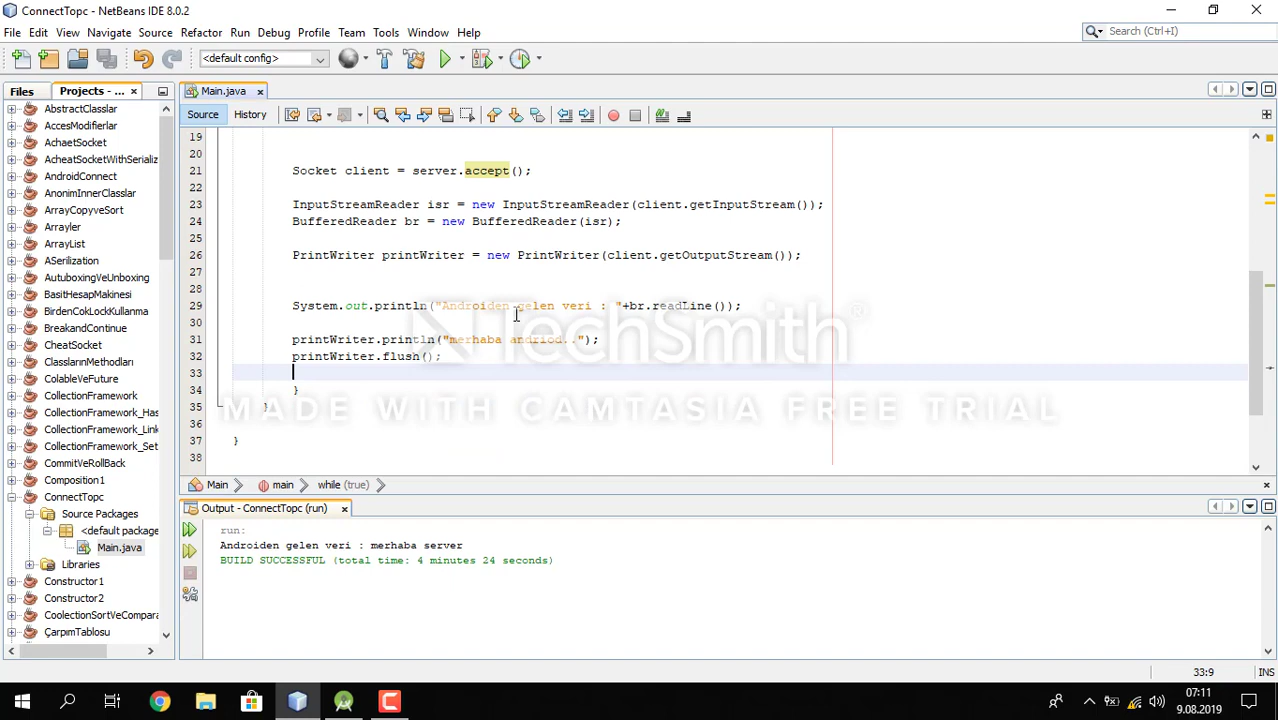 ConnectTopc - NetBeans IDE 8.0.2
File Edit View Navigate Source Refactor Run Debug Profile Team Tools Window Help
Search (Ctrl+I)
<default config>
Files Projects - ... Main.java
Source History
AbstractClasslar
AccesModifierlar
AchaetSocket
AcheatSocketWithSerializ
AndroidConnect
AnonimInnerClasslar
ArrayCopyveSort
Arrayler
ArrayList
ASerilization
AutuboxingVeUnboxing
BasitHesapMakinesi
BirdenCokLockKullanma
BreakandContinue
CheatSocket
ClasslarınMethodları
ColableVeFuture
CollectionFramework
CollectionFramework_Has
CollectionFramework_Link
CollectionFramework_Set
CommitVeRollBack
Composition1
ConnectTopc
Source Packages
<default package
Main.java
Libraries
Constructor1
Constructor2
CoolectionSortVeCompara
ÇarpımTablosu
19
20
21 Socket client = server.accept();
22
23 InputStreamReader isr = new InputStreamReader(client.getInputStream());
24 BufferedReader br = new BufferedReader(isr);
25
26 PrintWriter printWriter = new PrintWriter(client.getOutputStream());
27
28
29 System.out.println("Androiden gelen veri : "+br.readLine());
30
31 printWriter.println("merhaba andriod..");
32 printWriter.flush();
33
34 }
35 }
36
37 }
38
TechSmith
MADE WITH CAMTASIA FREE TRIAL
Main main while (true)
Output - ConnectTopc (run)
run:
Androiden gelen veri : merhaba server
BUILD SUCCESSFUL (total time: 4 minutes 24 seconds)
33:9 INS
07:11
9.08.2019